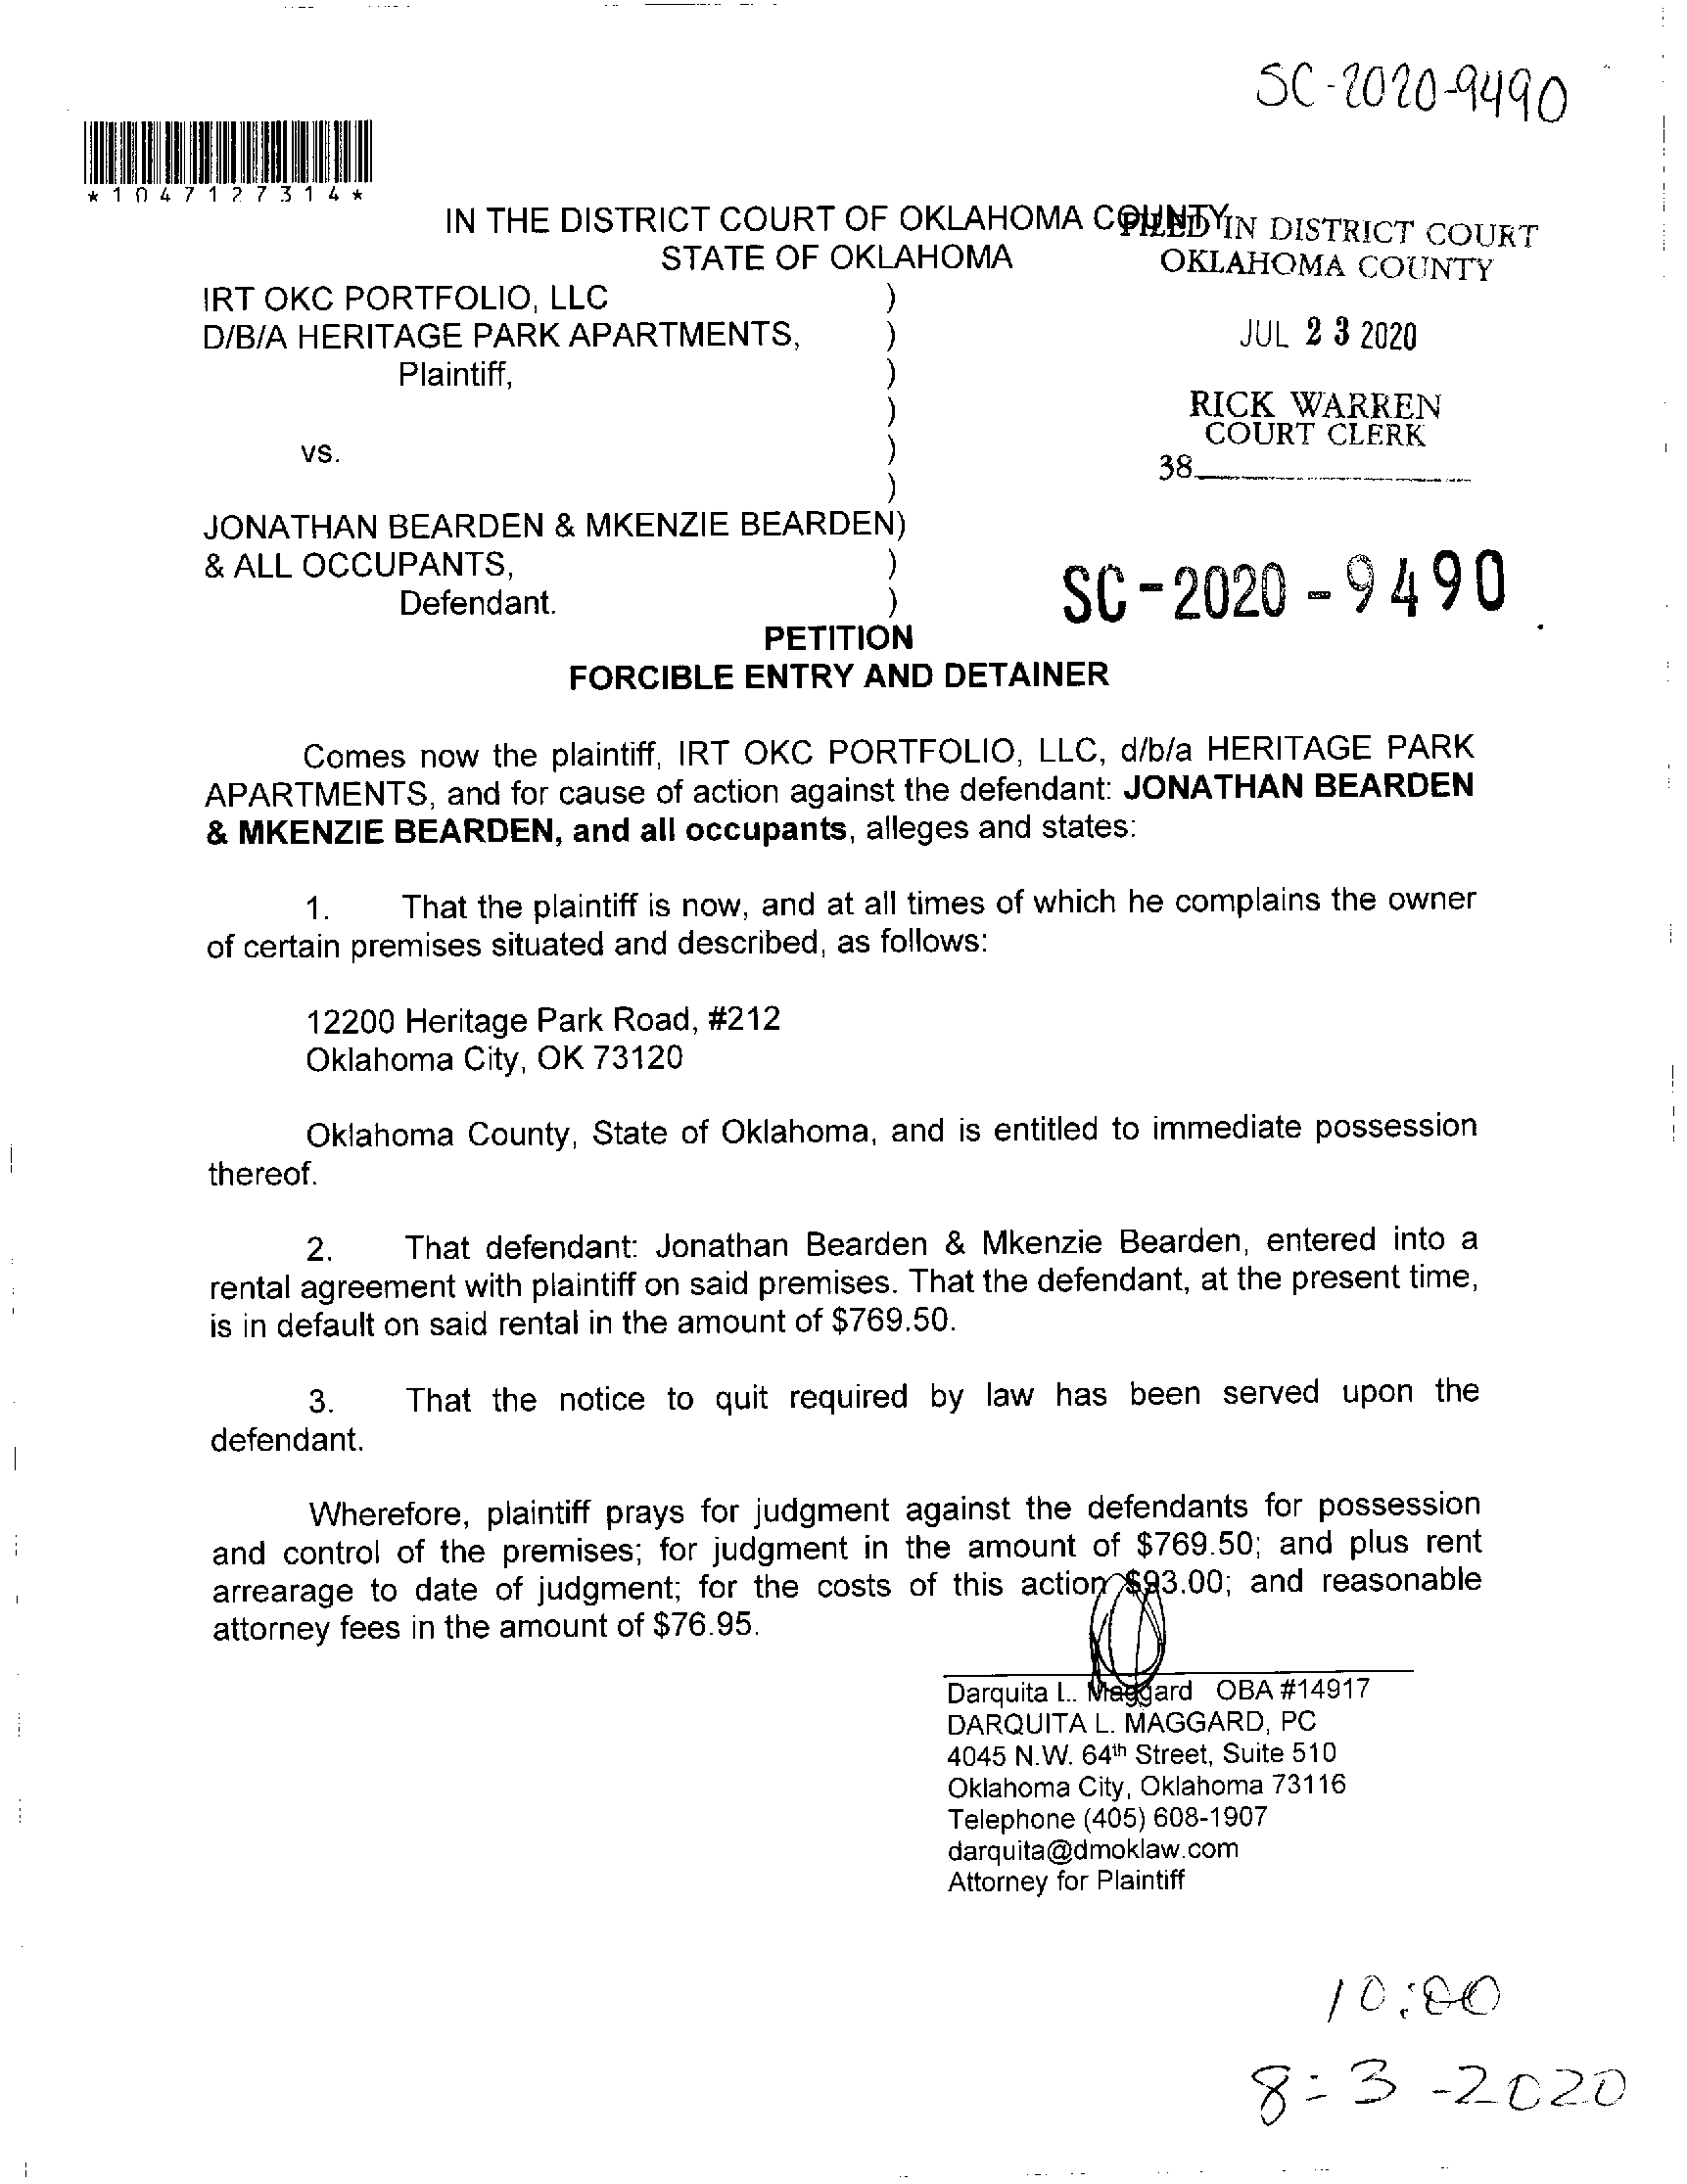 SC-2020-9490
*1047127314*
IN THE DISTRICT COURT OF OKLAHOMA COUNTY
STATE OF OKLAHOMA
FILED IN DISTRICT COURT
OKLAHOMA COUNTY
JUL 23 2020
RICK WARREN
COURT CLERK
38
IRT OKC PORTFOLIO, LLC )
D/B/A HERITAGE PARK APARTMENTS, )
Plaintiff, )
)
vs. )
)
JONATHAN BEARDEN & MKENZIE BEARDEN)
& ALL OCCUPANTS, )
Defendant. )
SC-2020-9490
PETITION
FORCIBLE ENTRY AND DETAINER
Comes now the plaintiff, IRT OKC PORTFOLIO, LLC, d/b/a HERITAGE PARK
APARTMENTS, and for cause of action against the defendant: JONATHAN BEARDEN
& MKENZIE BEARDEN, and all occupants, alleges and states:
1. That the plaintiff is now, and at all times of which he complains the owner
of certain premises situated and described, as follows:
12200 Heritage Park Road, #212
Oklahoma City, OK 73120
Oklahoma County, State of Oklahoma, and is entitled to immediate possession
thereof.
2. That defendant: Jonathan Bearden & Mkenzie Bearden, entered into a
rental agreement with plaintiff on said premises. That the defendant, at the present time,
is in default on said rental in the amount of $769.50.
3. That the notice to quit required by law has been served upon the
defendant.
Wherefore, plaintiff prays for judgment against the defendants for possession
and control of the premises; for judgment in the amount of $769.50; and plus rent
arrearage to date of judgment; for the costs of this action $93.00; and reasonable
attorney fees in the amount of $76.95.
Darquita L. Maggard OBA #14917
DARQUITA L. MAGGARD, PC
4045 N.W. 64th Street, Suite 510
Oklahoma City, Oklahoma 73116
Telephone (405) 608-1907
darquita@dmoklaw.com
Attorney for Plaintiff
10:00
8-3-2020